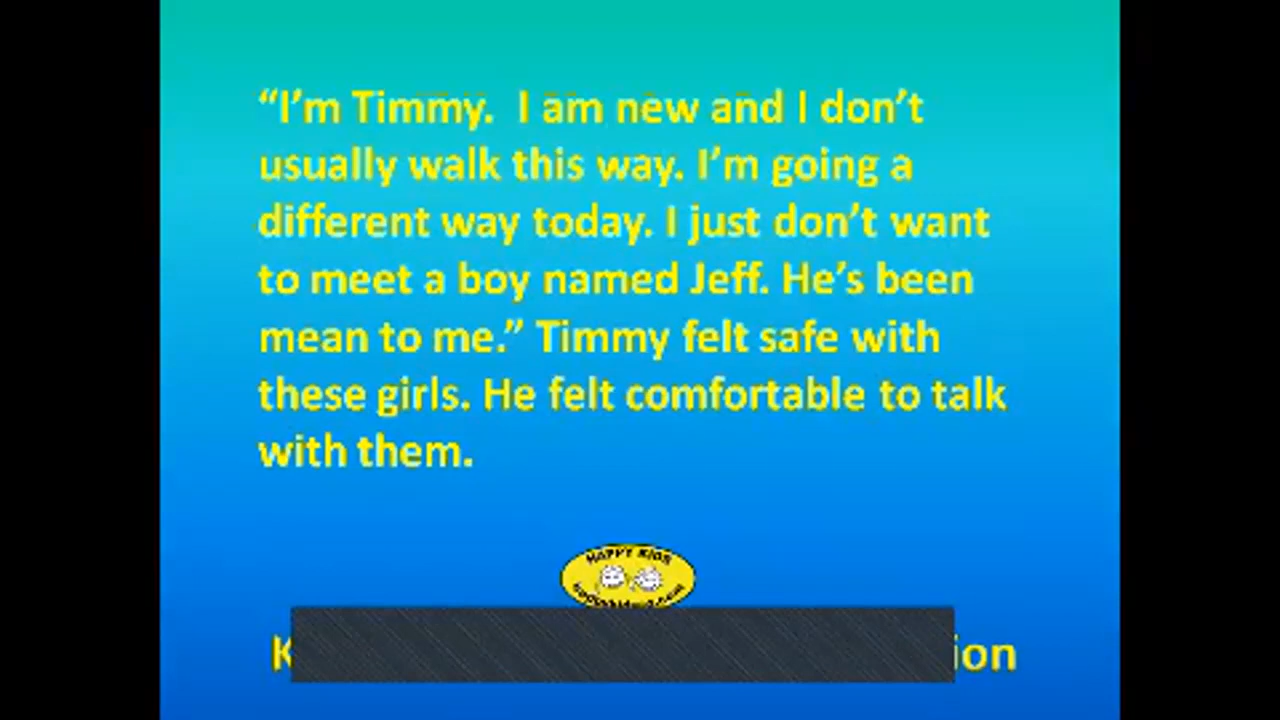 “I’m Timmy.  I am new and I don’t
usually walk this way. I’m going a
different way today. I just don’t want
to meet a boy named Jeff. He’s been
mean to me.” Timmy felt safe with
these girls. He felt comfortable to talk
with them.
HAPPY KIDS